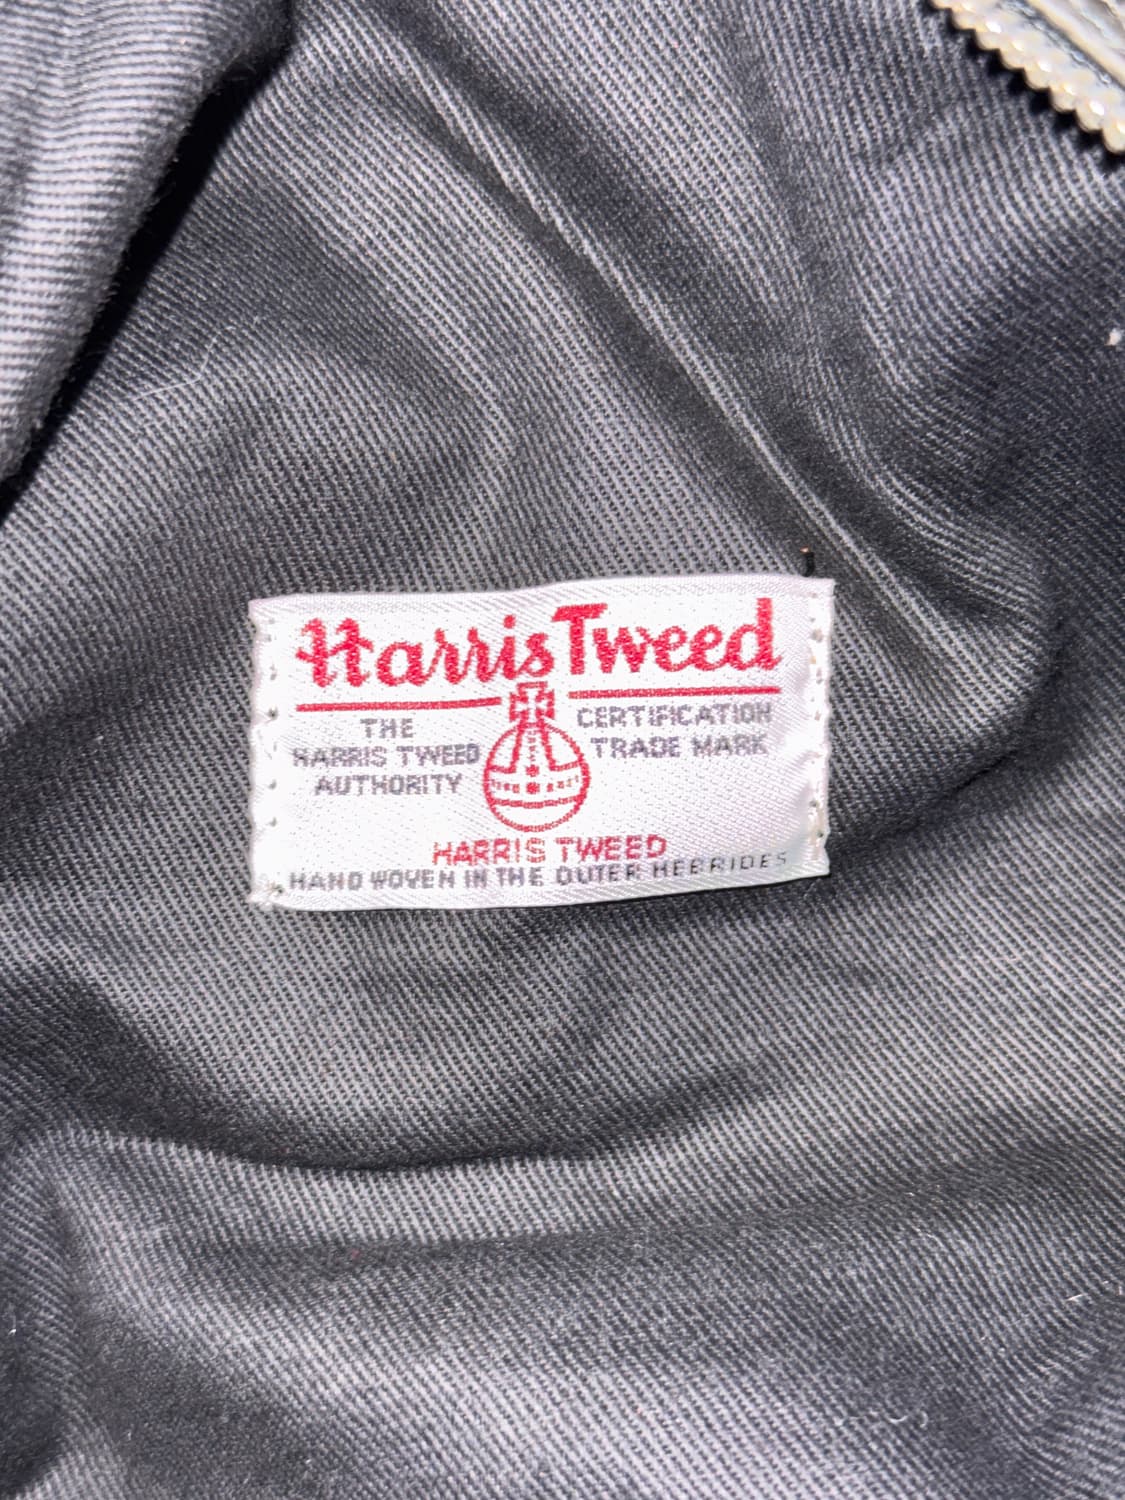 Harris Tweed
THE
HARRIS TWEED
AUTHORITY
CERTIFICATION
TRADE MARK
HARRIS TWEED
HAND WOVEN IN THE OUTER HEBRIDES